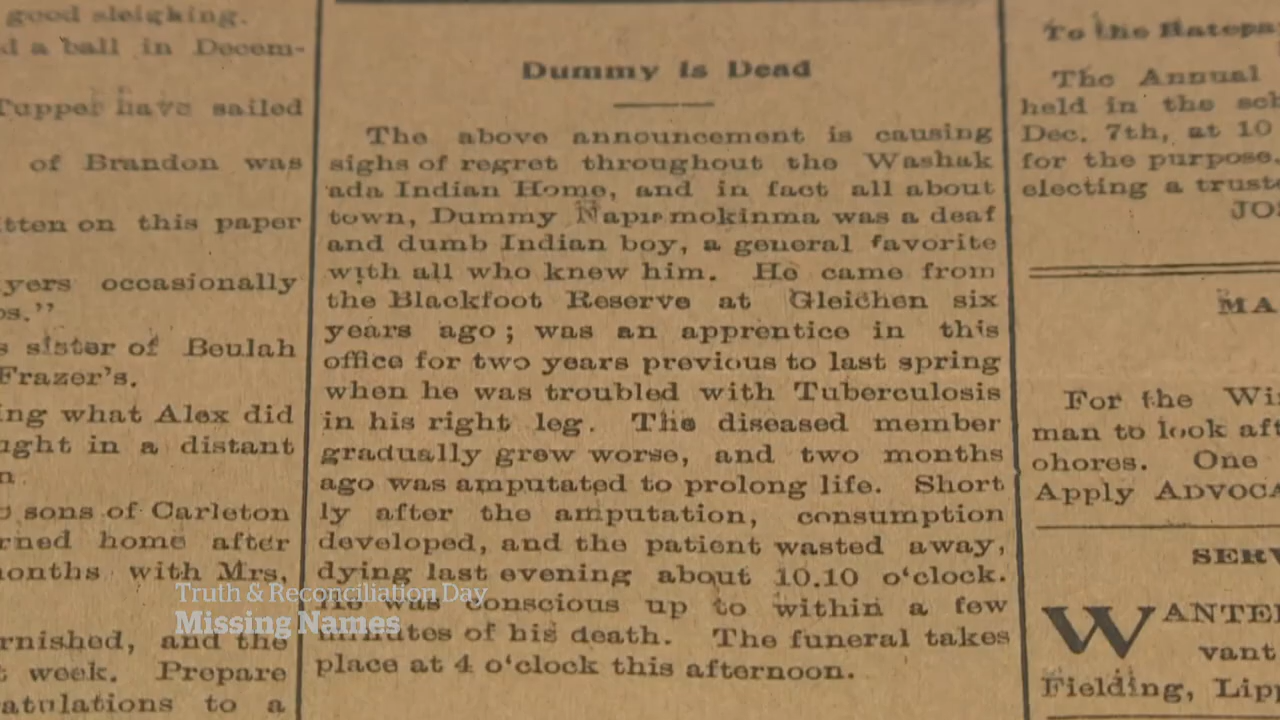 good sleighing.
d a ball in Decem-
Tupper have sailed
of Brandon was
tten on this paper
yers occasionally
os."
s sister of Beulah
Frazer's.
ing what Alex did
ught in a distant
n.
sons of Carleton
rned home after
months with Mrs.
rnished, and the
t week. Prepare
atulations to a
Dummy Is Dead
The above announcement is causing
sighs of regret throughout the Washak
ada Indian Home, and in fact all about
town, Dummy Napiemokinma was a deaf
and dumb Indian boy, a general favorite
with all who knew him. He came from
the Blackfoot Reserve at Gleichen six
years ago; was an apprentice in this
office for two years previous to last spring
when he was troubled with Tuberculosis
in his right leg. The diseased member
gradually grew worse, and two months
ago was amputated to prolong life. Short
ly after the amputation, consumption
developed, and the patient wasted away,
dying last evening about 10.10 o'clock.
He was conscious up to within a few
minutes of his death. The funeral takes
place at 4 o'clock this afternoon.
To the Ratepa
The Annual
held in the sch
Dec. 7th, at 10
for the purpose,
electing a truste
JO
MA
For the Wi
man to look aft
ohores. One
Apply ADVOCA
SERV
WANTE
vant
Fielding, Lipp
Truth & Reconciliation Day
Missing Names